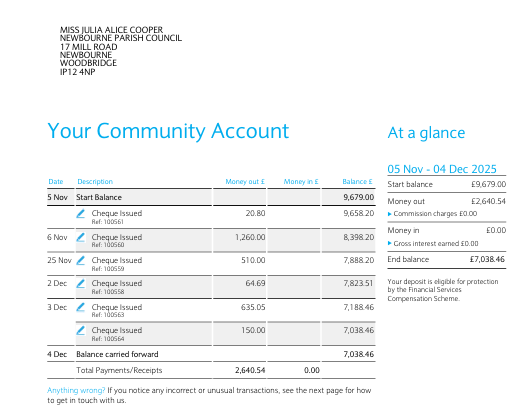 MISS JULIA ALICE COOPER
NEWBOURNE PARISH COUNCIL
17 MILL ROAD
NEWBOURNE
WOODBRIDGE
IP12 4NP
Your Community Account
Date Description Money out £ Money in £ Balance £
5 Nov Start Balance 9,679.00
Cheque Issued 20.80 9,658.20
Ref: 100561
6 Nov Cheque Issued 1,260.00 8,398.20
Ref: 100560
25 Nov Cheque Issued 510.00 7,888.20
Ref: 100559
2 Dec Cheque Issued 64.69 7,823.51
Ref: 100558
3 Dec Cheque Issued 635.05 7,188.46
Ref: 100563
Cheque Issued 150.00 7,038.46
Ref: 100564
4 Dec Balance carried forward 7,038.46
Total Payments/Receipts 2,640.54 0.00
Anything wrong? If you notice any incorrect or unusual transactions, see the next page for how
to get in touch with us.
At a glance
05 Nov - 04 Dec 2025
Start balance £9,679.00
Money out £2,640.54
Commission charges £0.00
Money in £0.00
Gross interest earned £0.00
End balance £7,038.46
Your deposit is eligible for protection
by the Financial Services
Compensation Scheme.